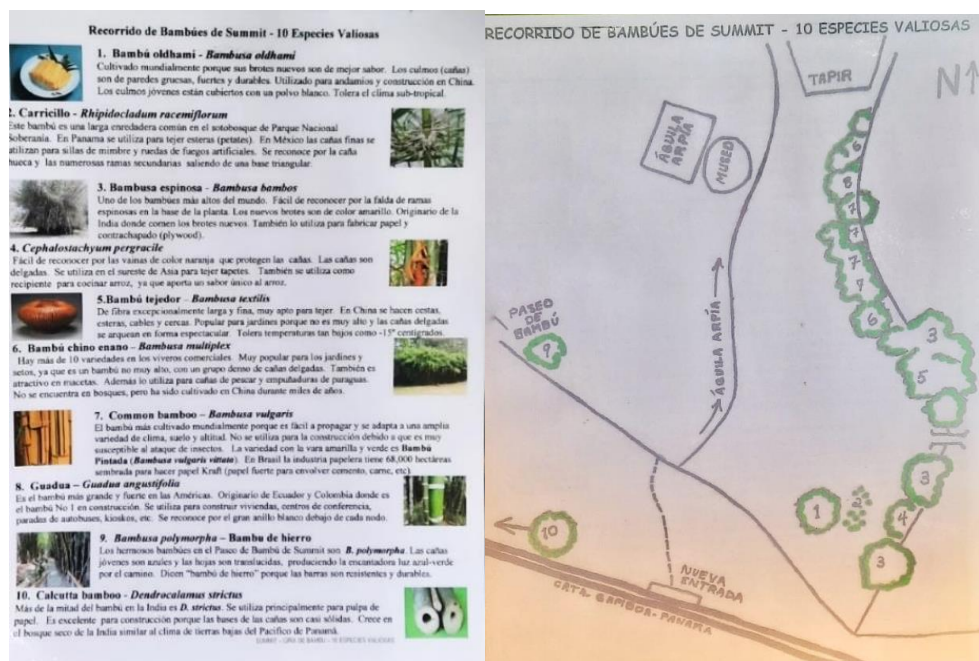 Recorrido de Bambúes de Summit - 10 Especies Valiosas
1. Bambú oldhami - Bambusa oldhami
Cultivado mundialmente porque sus brotes nuevos son de mejor sabor. Los culmos (cañas)
son de paredes gruesas, fuertes y durables. Utilizado para andamios y construcción en China.
Los culmos jóvenes están cubiertos con un polvo blanco. Tolera el clima sub-tropical.
2. Carricillo - Rhipidocladum racemiflorum
Este bambú es una larga enredadera común en el sotobosque de Parque Nacional
Soberanía. En Panama se utiliza para tejer esteras (petates). En México las cañas finas se
utilizan para sillas de mimbre y ruedas de fuegos artificiales. Se reconoce por la caña
hueca y las numerosas ramas secundarias saliendo de una base triangular.
3. Bambusa espinosa - Bambusa bambos
Uno de los bambúes más altos del mundo. Fácil de reconocer por la falda de ramas
espinosas en la base de la planta. Los nuevos brotes son de color amarillo. Originario de la
India donde comen los brotes nuevos. También lo utiliza para fabricar papel y
contrachapado (plywood).
4. Cephalostachyum pergracile
Fácil de reconocer por las vainas de color naranja que protegen las cañas. Las cañas son
delgadas. Se utiliza en el sureste de Asia para tejer tapetes. También se utiliza como
recipiente para cocinar arroz, ya que aporta un sabor único al arroz.
5.Bambú tejedor – Bambusa textilis
De fibra excepcionalmente larga y fina, muy apto para tejer. En China se hacen cestas,
esteras, cables y cercas. Popular para jardines porque no es muy alto y las cañas delgadas
se arquean en forma espectacular. Tolera temperaturas tan bajos como -15° centígrados.
6. Bambú chino enano – Bambusa multiplex
Hay más de 10 variedades en los viveros comerciales. Muy popular para los jardines y
setos, ya que es un bambú no muy alto, con un grupo denso de cañas delgadas. También es
atractivo en macetas. Además lo utiliza para cañas de pescar y empuñaduras de paraguas.
No se encuentra en bosques, pero ha sido cultivado en China durante miles de años.
7. Common bamboo – Bambusa vulgaris
El bambú más cultivado mundialmente porque es fácil a propagar y se adapta a una amplia
variedad de clima, suelo y altitud. No se utiliza para la construcción debido a que es muy
susceptible al ataque de insectos. La variedad con la vara amarilla y verde es Bambú
Pintada (Bambusa vulgaris vittata). En Brasil la industria papelera tiene 68,000 hectáreas
sembrada para hacer papel Kraft (papel fuerte para envolver comento, carne, etc)
8. Guadua – Guadua angustifolia
Es el bambú más grande y fuerte en las Américas. Originario de Ecuador y Colombia donde es
el bambú No 1 en construcción. Se utiliza para construir viviendas, centros de conferencia,
paradas de autobuses, kioskos, etc. Se reconoce por el gran anillo blanco debajo de cada nodo.
9. Bambusa polymorpha – Bambu de hierro
Los hermosos bambúes en el Paseo de Bambú de Summit son B. polymorpha. Las cañas
jóvenes son azules y las hojas son translucidas, produciendo la encantadora luz azul-verde
por el camino. Dicen "bambú de hierro" porque las barras son resistentes y durables.
10. Calcutta bamboo - Dendrocalamus strictus
Más de la mitad del bambú en la India es D. strictus. Se utiliza principalmente para pulpa de
papel. Es excelente para construcción porque las bases de las cañas son casi sólidas. Crece en
el bosque seco de la India similar al clima de tierras bajas del Pacífico de Panamá.
SUMMIT - GIRA DE BAMBU - 10 ESPECIES VALIOSAS
RECORRIDO DE BAMBÚES DE SUMMIT - 10 ESPECIES VALIOSAS
TAPIR
N
ÁGUILA
ARPÍA
MUSEO
6
8
7
7
7
7
6
3
5
PASEO
DE
BAMBÚ
9
ÁGUILA ARPÍA
3
1
2
4
3
10
NUEVA
ENTRADA
CATA- GAMBOA - PANAMA